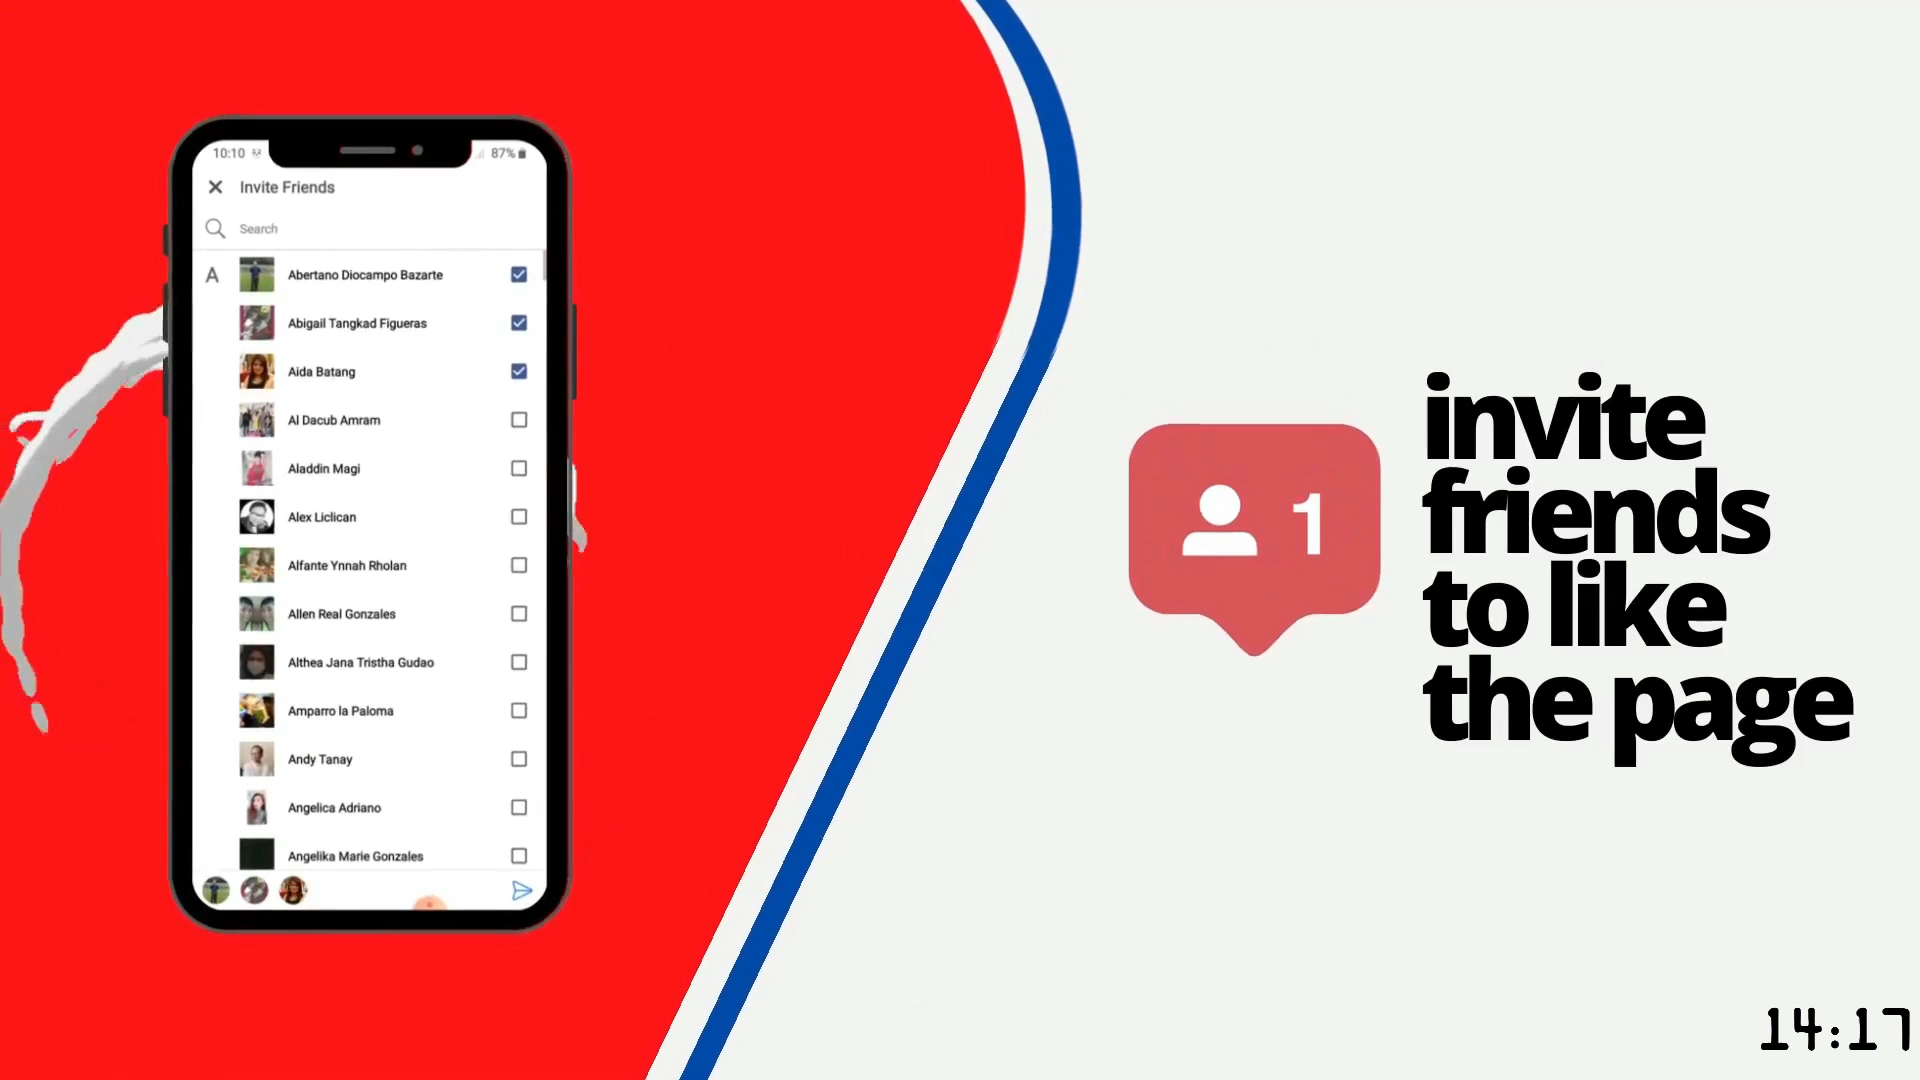 10:10
87%
Invite Friends
Search
A
Abertano Diocampo Bazarte
Abigail Tangkad Figueras
Aida Batang
Al Dacub Amram
Aladdin Magi
Alex Liclican
Alfante Ynnah Rholan
Allen Real Gonzales
Althea Jana Tristha Gudao
Amparro la Paloma
Andy Tanay
Angelica Adriano
Angelika Marie Gonzales
1
invite
friends
to like
the page
14:17